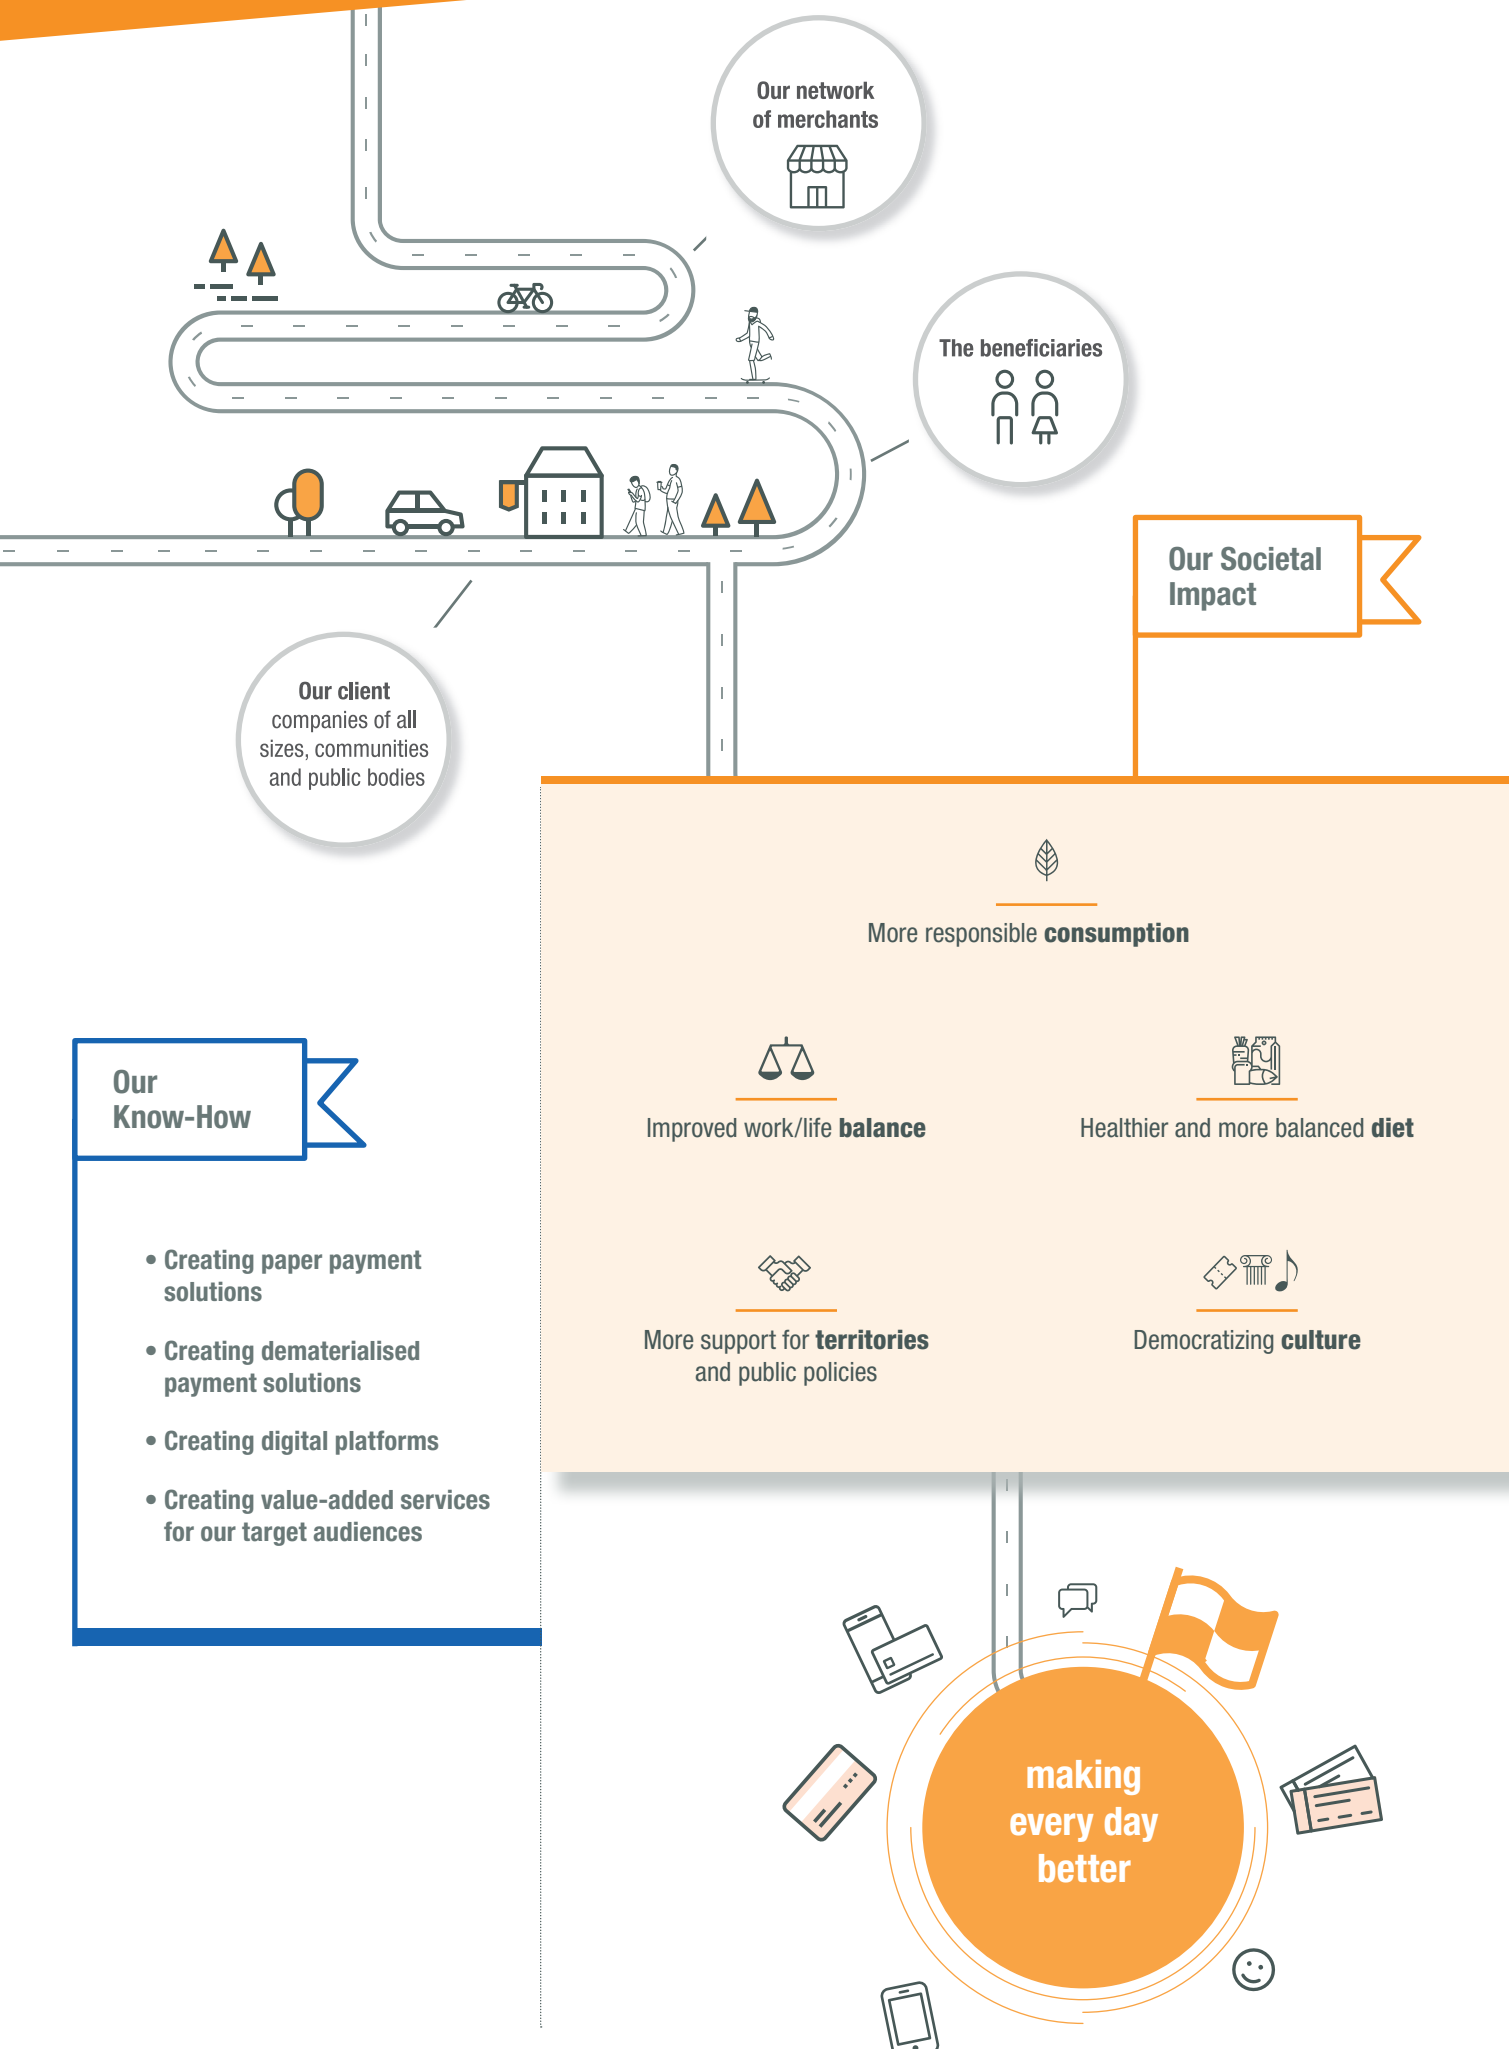 Our network
of merchants
The beneficiaries
Our client
companies of all
sizes, communities
and public bodies
Our Societal
Impact
More responsible consumption
Improved work/life balance
Healthier and more balanced diet
More support for territories
and public policies
Democratizing culture
Our
Know-How
• Creating paper payment
solutions
• Creating dematerialised
payment solutions
• Creating digital platforms
• Creating value-added services
for our target audiences
making
every day
better